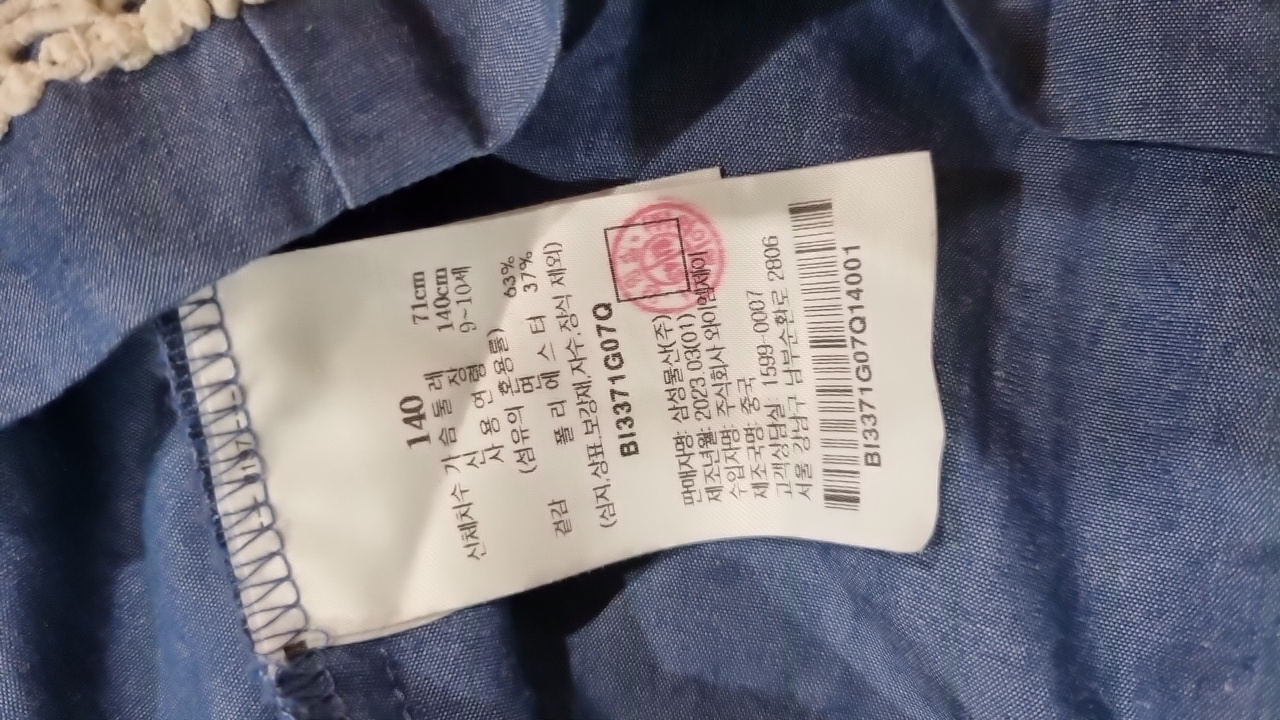 140
신체치수 가슴둘레 71cm
신장 140cm
사용연령 9~10세
(섬유의 혼용률)
겉감 면 63%
폴리에스터 37%
(심지,상표,보강재,자수,장식 제외)
BI3371G07Q
판매자명: 삼성물산(주)
제조년월: 2023 03(01)
수입자명: 주식회사 와이엠제이
제조국명: 중국
고객상담실: 1599-0007
서울 강남구 남부순환로 2806
BI3371G07Q14001